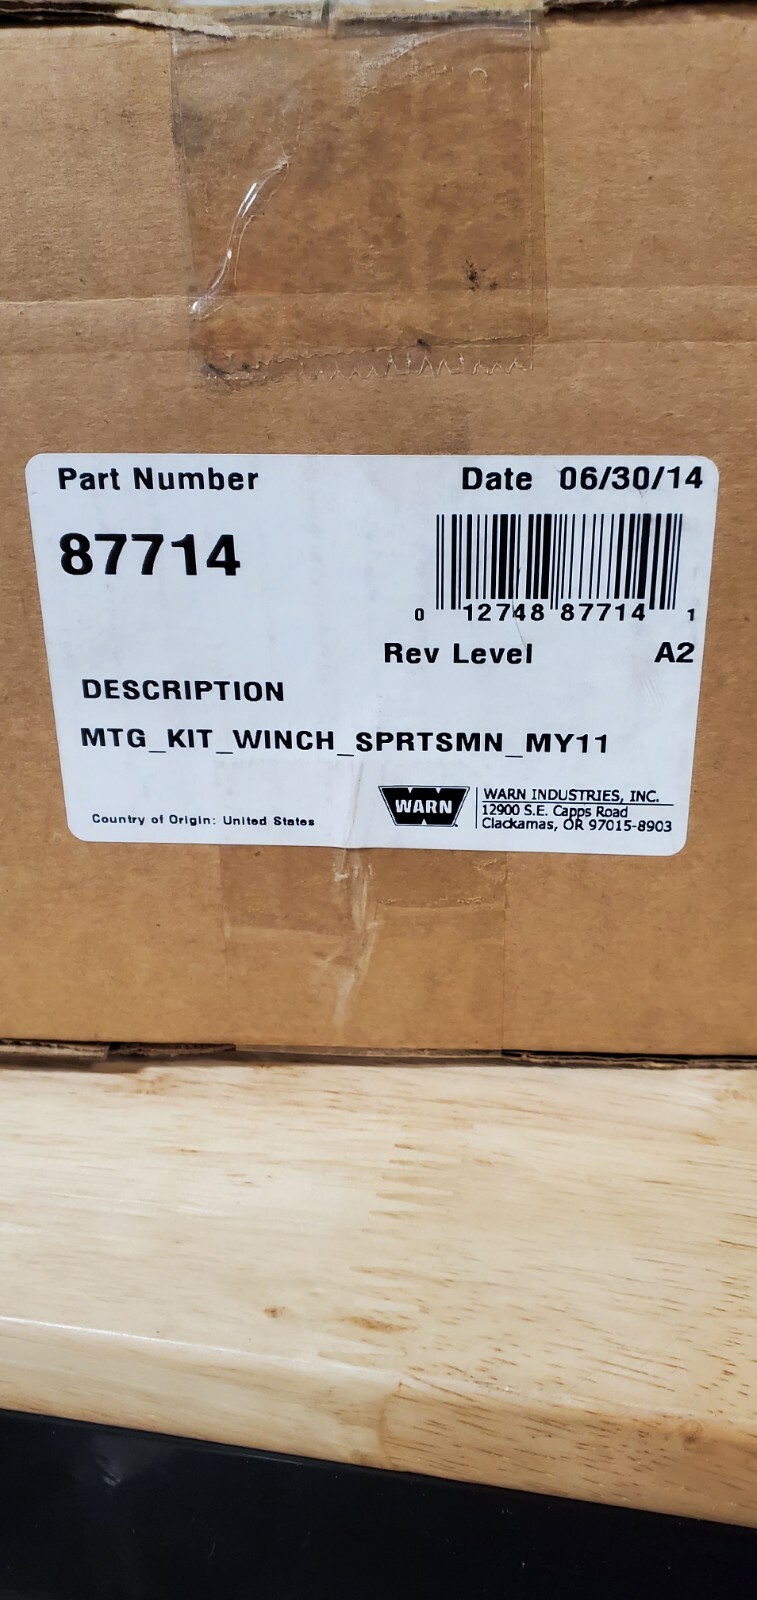 Part Number
Date 06/30/14
87714
0 12748 87714 1
Rev Level A2
DESCRIPTION
MTG_KIT_WINCH_SPRTSMN_MY11
Country of Origin: United States
WARN
WARN INDUSTRIES, INC.
12900 S.E. Capps Road
Clackamas, OR 97015-8903